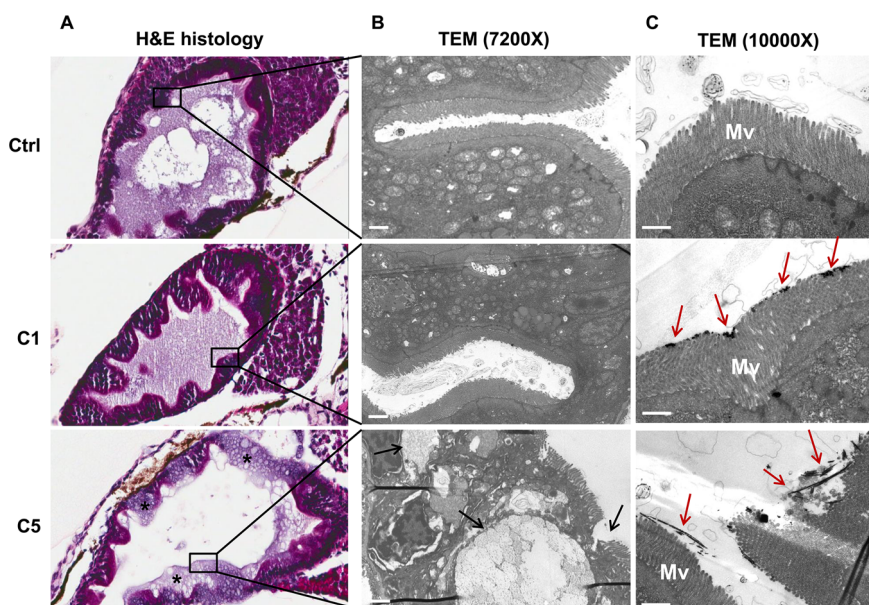 A B C
H&E histology TEM (7200X) TEM (10000X)
Ctrl
Mv
C1
Mv
C5
* * *
Mv